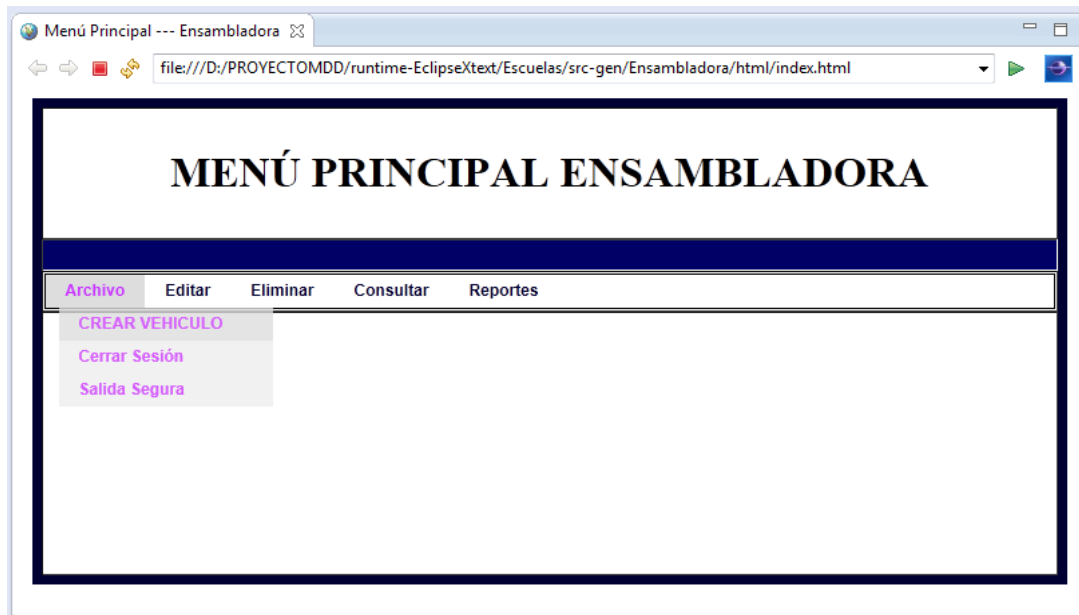 Menú Principal --- Ensambladora
file:///D:/PROYECTOMDD/runtime-EclipseXtext/Escuelas/src-gen/Ensambladora/html/index.html
MENÚ PRINCIPAL ENSAMBLADORA
Archivo Editar Eliminar Consultar Reportes
CREAR VEHICULO
Cerrar Sesión
Salida Segura